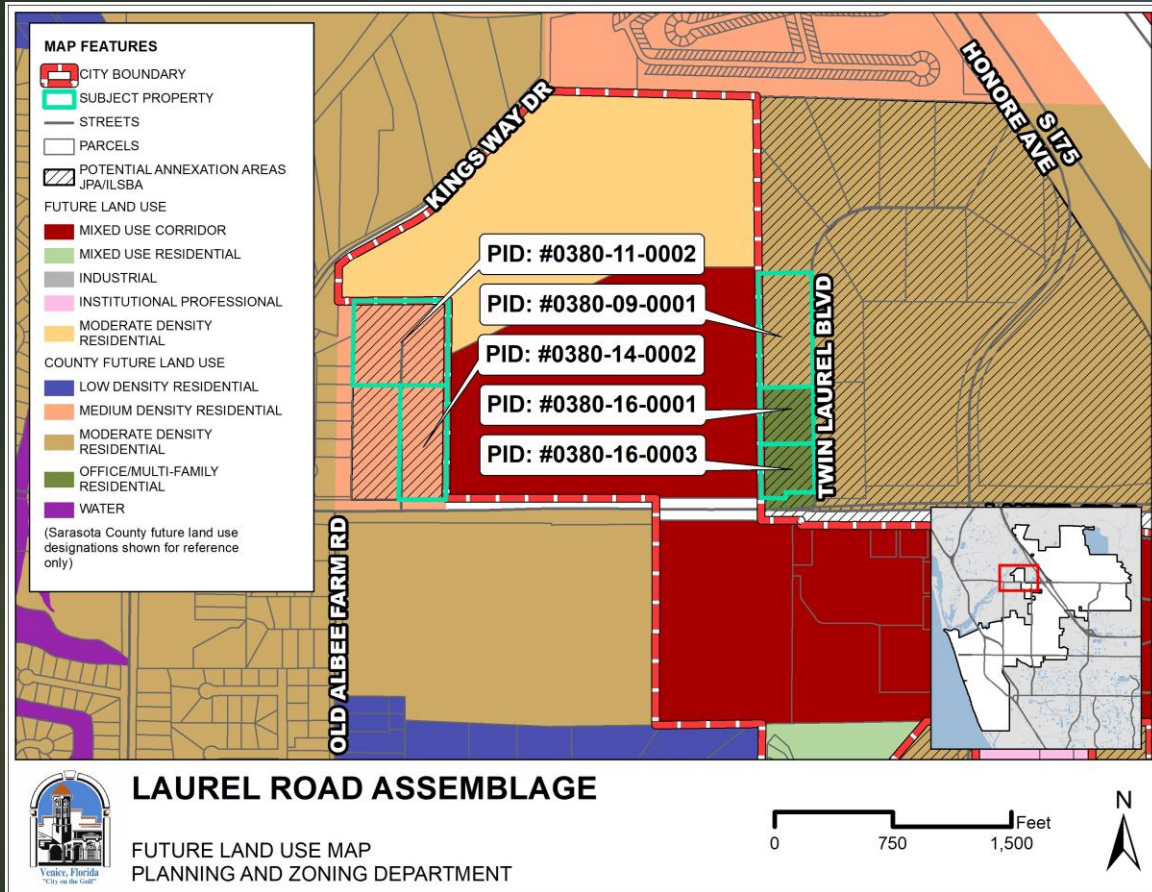 MAP FEATURES
CITY BOUNDARY
SUBJECT PROPERTY
STREETS
PARCELS
POTENTIAL ANNEXATION AREAS
JPA/ILSBA
FUTURE LAND USE
MIXED USE CORRIDOR
MIXED USE RESIDENTIAL
INDUSTRIAL
INSTITUTIONAL PROFESSIONAL
MODERATE DENSITY
RESIDENTIAL
COUNTY FUTURE LAND USE
LOW DENSITY RESIDENTIAL
MEDIUM DENSITY RESIDENTIAL
MODERATE DENSITY
RESIDENTIAL
OFFICE/MULTI-FAMILY
RESIDENTIAL
WATER
(Sarasota County future land use
designations shown for reference
only)
KINGS WAY DR
HONORE AVE
S I75
PID: #0380-11-0002
PID: #0380-09-0001
PID: #0380-14-0002
PID: #0380-16-0001
PID: #0380-16-0003
TWIN LAUREL BLVD
OLD ALBEE FARM RD
Venice, Florida
"City on the Gulf"
LAUREL ROAD ASSEMBLAGE
FUTURE LAND USE MAP
PLANNING AND ZONING DEPARTMENT
Feet
0 750 1,500
N